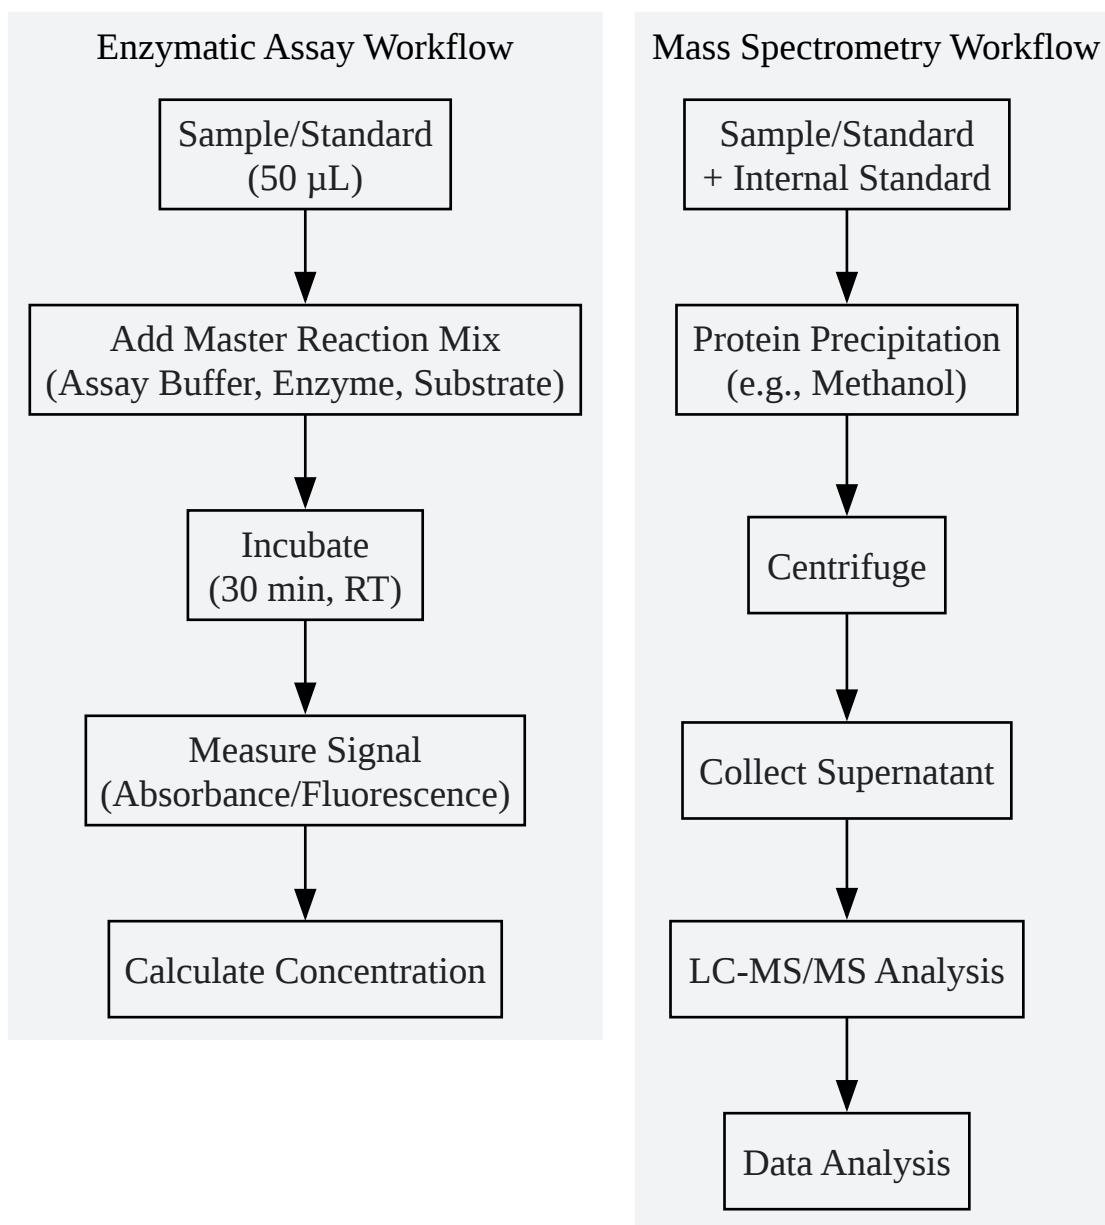 Enzymatic Assay Workflow
Sample/Standard
(50 µL)
Add Master Reaction Mix
(Assay Buffer, Enzyme, Substrate)
Incubate
(30 min, RT)
Measure Signal
(Absorbance/Fluorescence)
Calculate Concentration
Mass Spectrometry Workflow
Sample/Standard
+ Internal Standard
Protein Precipitation
(e.g., Methanol)
Centrifuge
Collect Supernatant
LC-MS/MS Analysis
Data Analysis